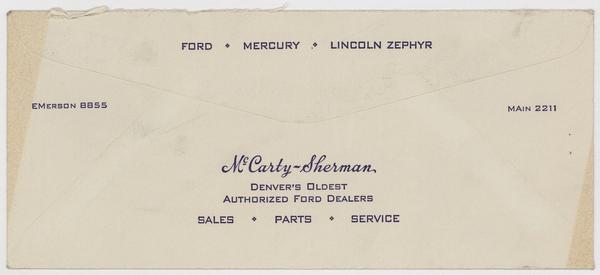 FORD ❖ MERCURY ❖ LINCOLN ZEPHYR
EMERSON 8855
MAIN 2211
McCarty-Sherman
DENVER'S OLDEST
AUTHORIZED FORD DEALERS
SALES ❖ PARTS ❖ SERVICE